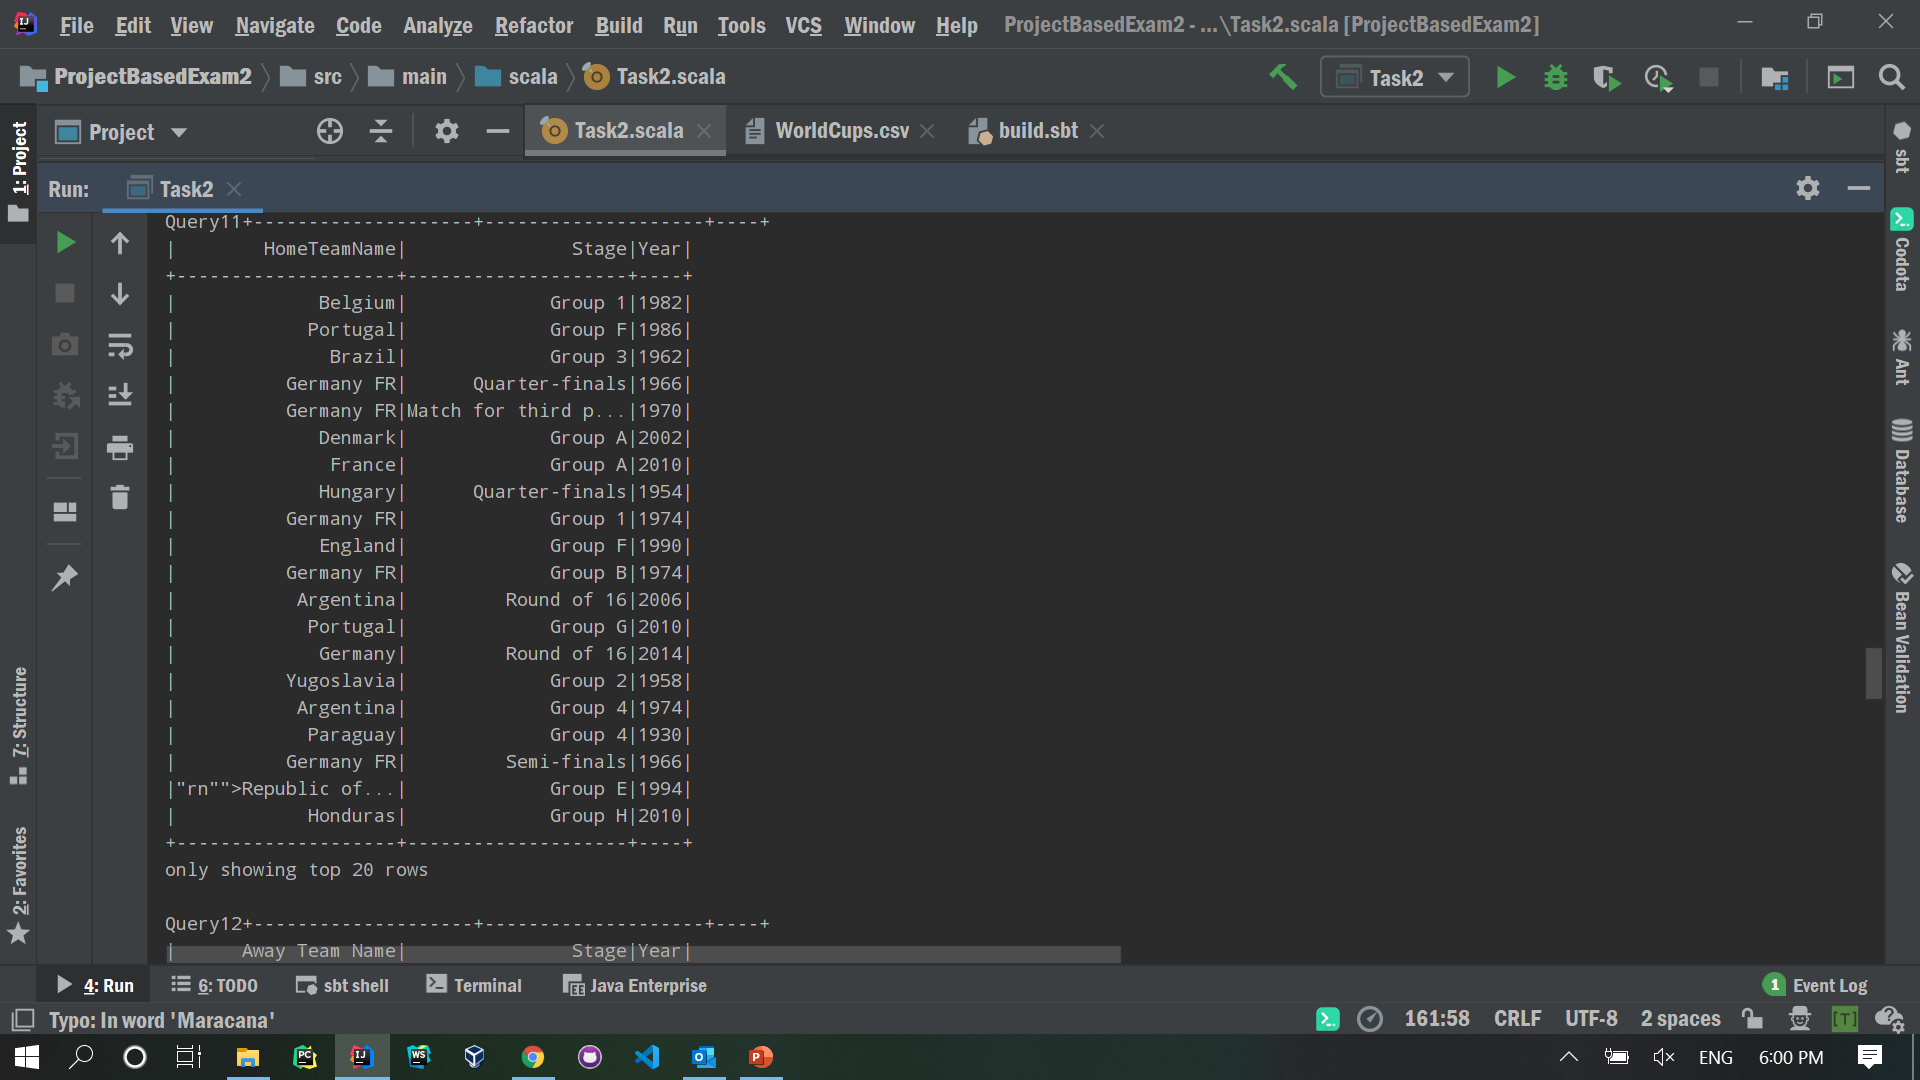 File Edit View Navigate Code Analyze Refactor Build Run Tools VCS Window Help ProjectBasedExam2 - ...\Task2.scala [ProjectBasedExam2]
ProjectBasedExam2 src main scala Task2.scala Task2
Project Task2.scala WorldCups.csv build.sbt
Run: Task2
1: Project
7: Structure
2: Favorites
Query11+--------------------+--------------------+----+
|        HomeTeamName|               Stage|Year|
+--------------------+--------------------+----+
|             Belgium|             Group 1|1982|
|            Portugal|             Group F|1986|
|              Brazil|             Group 3|1962|
|          Germany FR|      Quarter-finals|1966|
|          Germany FR|Match for third p...|1970|
|             Denmark|             Group A|2002|
|              France|             Group A|2010|
|             Hungary|      Quarter-finals|1954|
|          Germany FR|             Group 1|1974|
|             England|             Group F|1990|
|          Germany FR|             Group B|1974|
|           Argentina|         Round of 16|2006|
|            Portugal|             Group G|2010|
|             Germany|         Round of 16|2014|
|          Yugoslavia|             Group 2|1958|
|           Argentina|             Group 4|1974|
|            Paraguay|             Group 4|1930|
|          Germany FR|         Semi-finals|1966|
|"rn"">Republic of...|             Group E|1994|
|            Honduras|             Group H|2010|
+--------------------+--------------------+----+
only showing top 20 rows
Query12+--------------------+--------------------+----+
|      Away Team Name|               Stage|Year|
sbt
Codota
Ant
Database
Bean Validation
4: Run 6: TODO sbt shell Terminal Java Enterprise 1 Event Log
Typo: In word 'Maracana' 161:58 CRLF UTF-8 2 spaces [T]
PC IJ WS ENG 6:00 PM